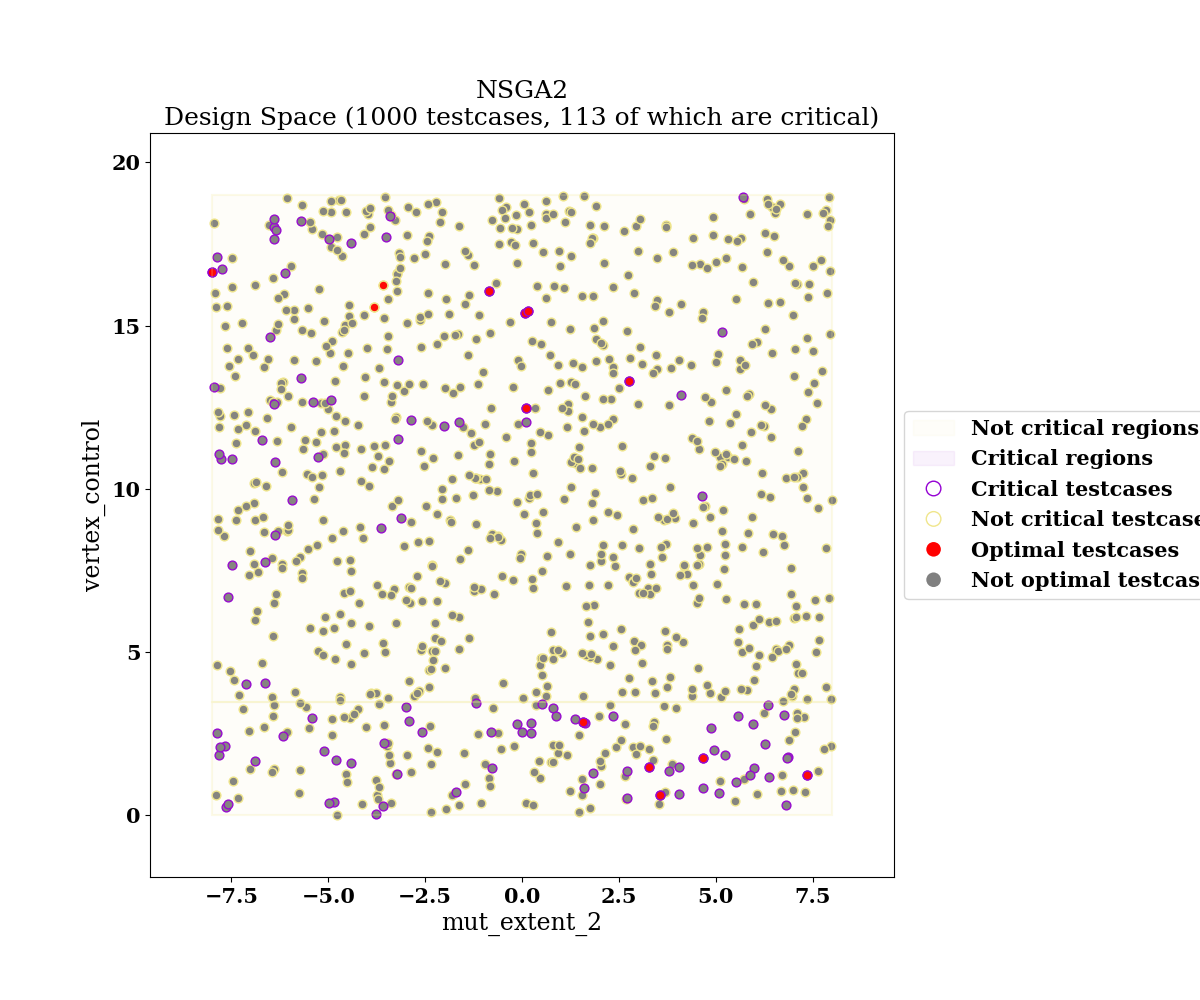 NSGA2
Design Space (1000 testcases, 113 of which are critical)
20
15
10
5
0
vertex_control
−7.5 −5.0 −2.5 0.0 2.5 5.0 7.5
mut_extent_2
Not critical regions
Critical regions
Critical testcases
Not critical testcase
Optimal testcases
Not optimal testcas